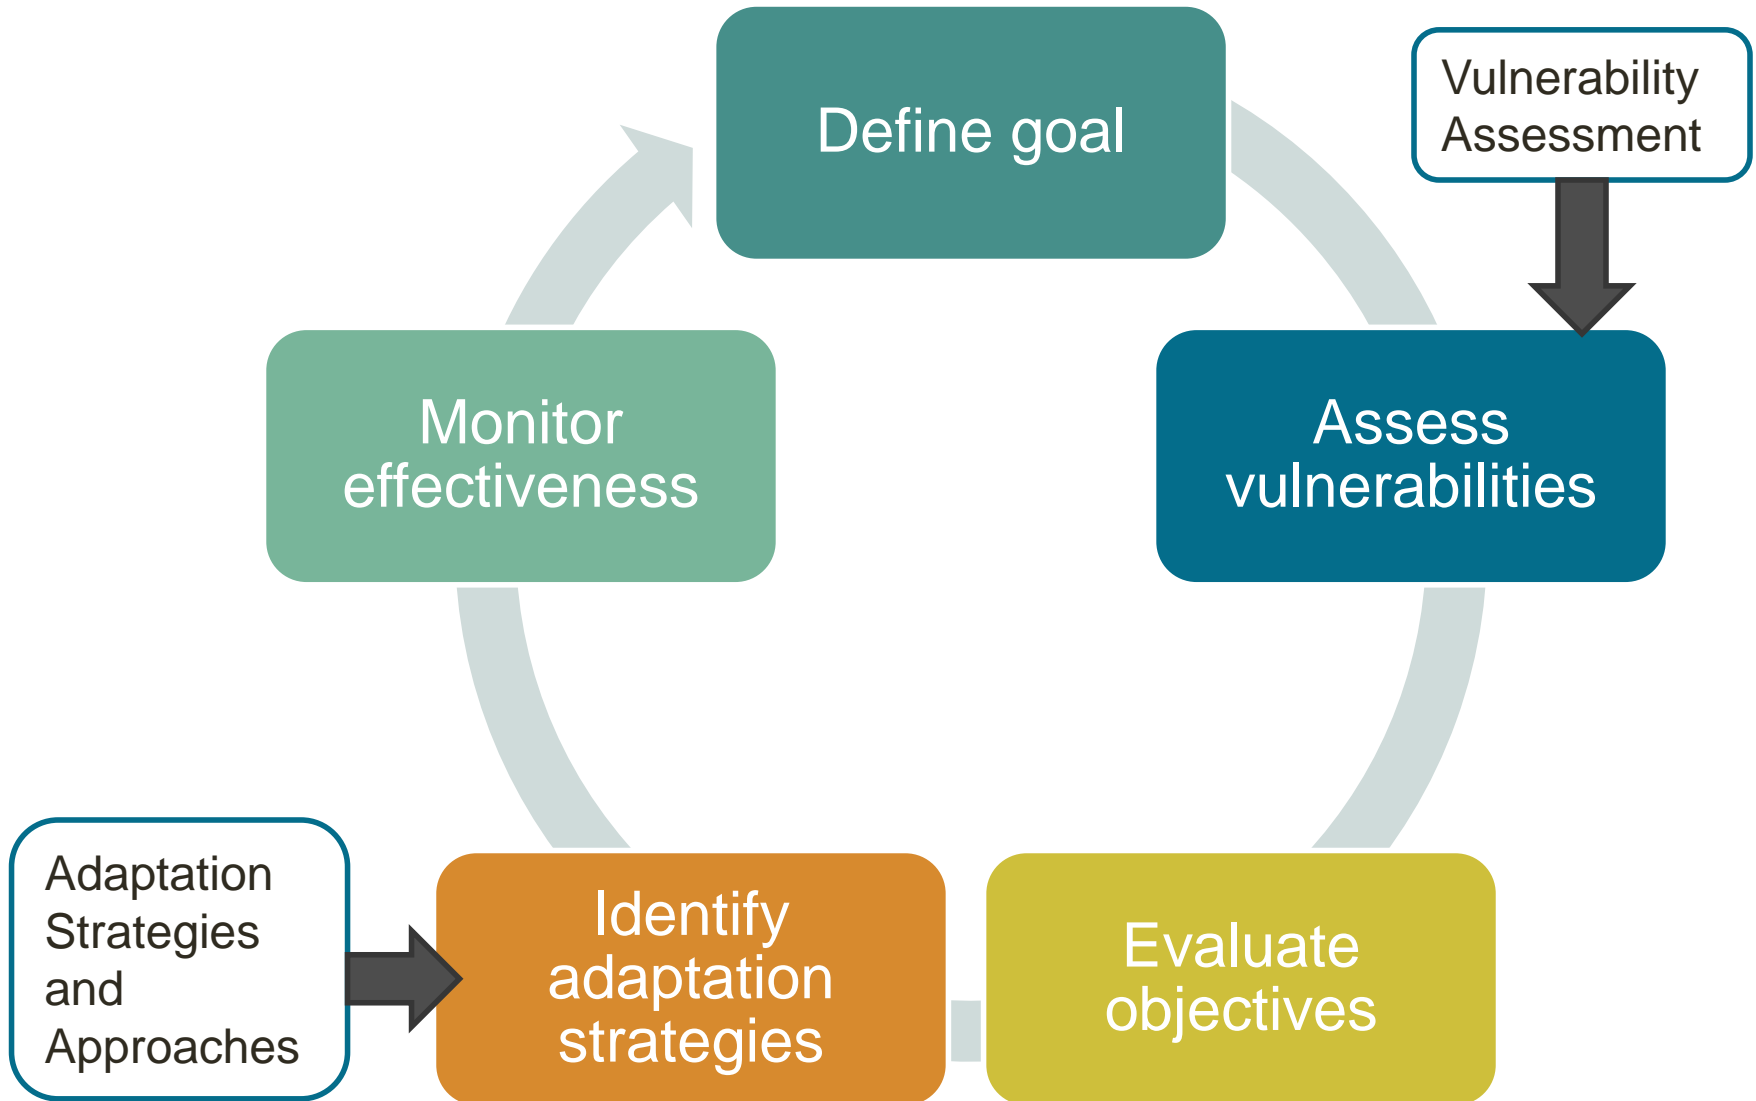 Define goal
Vulnerability
Assessment
Assess
vulnerabilities
Evaluate
objectives
Identify
adaptation
strategies
Adaptation
Strategies
and
Approaches
Monitor
effectiveness